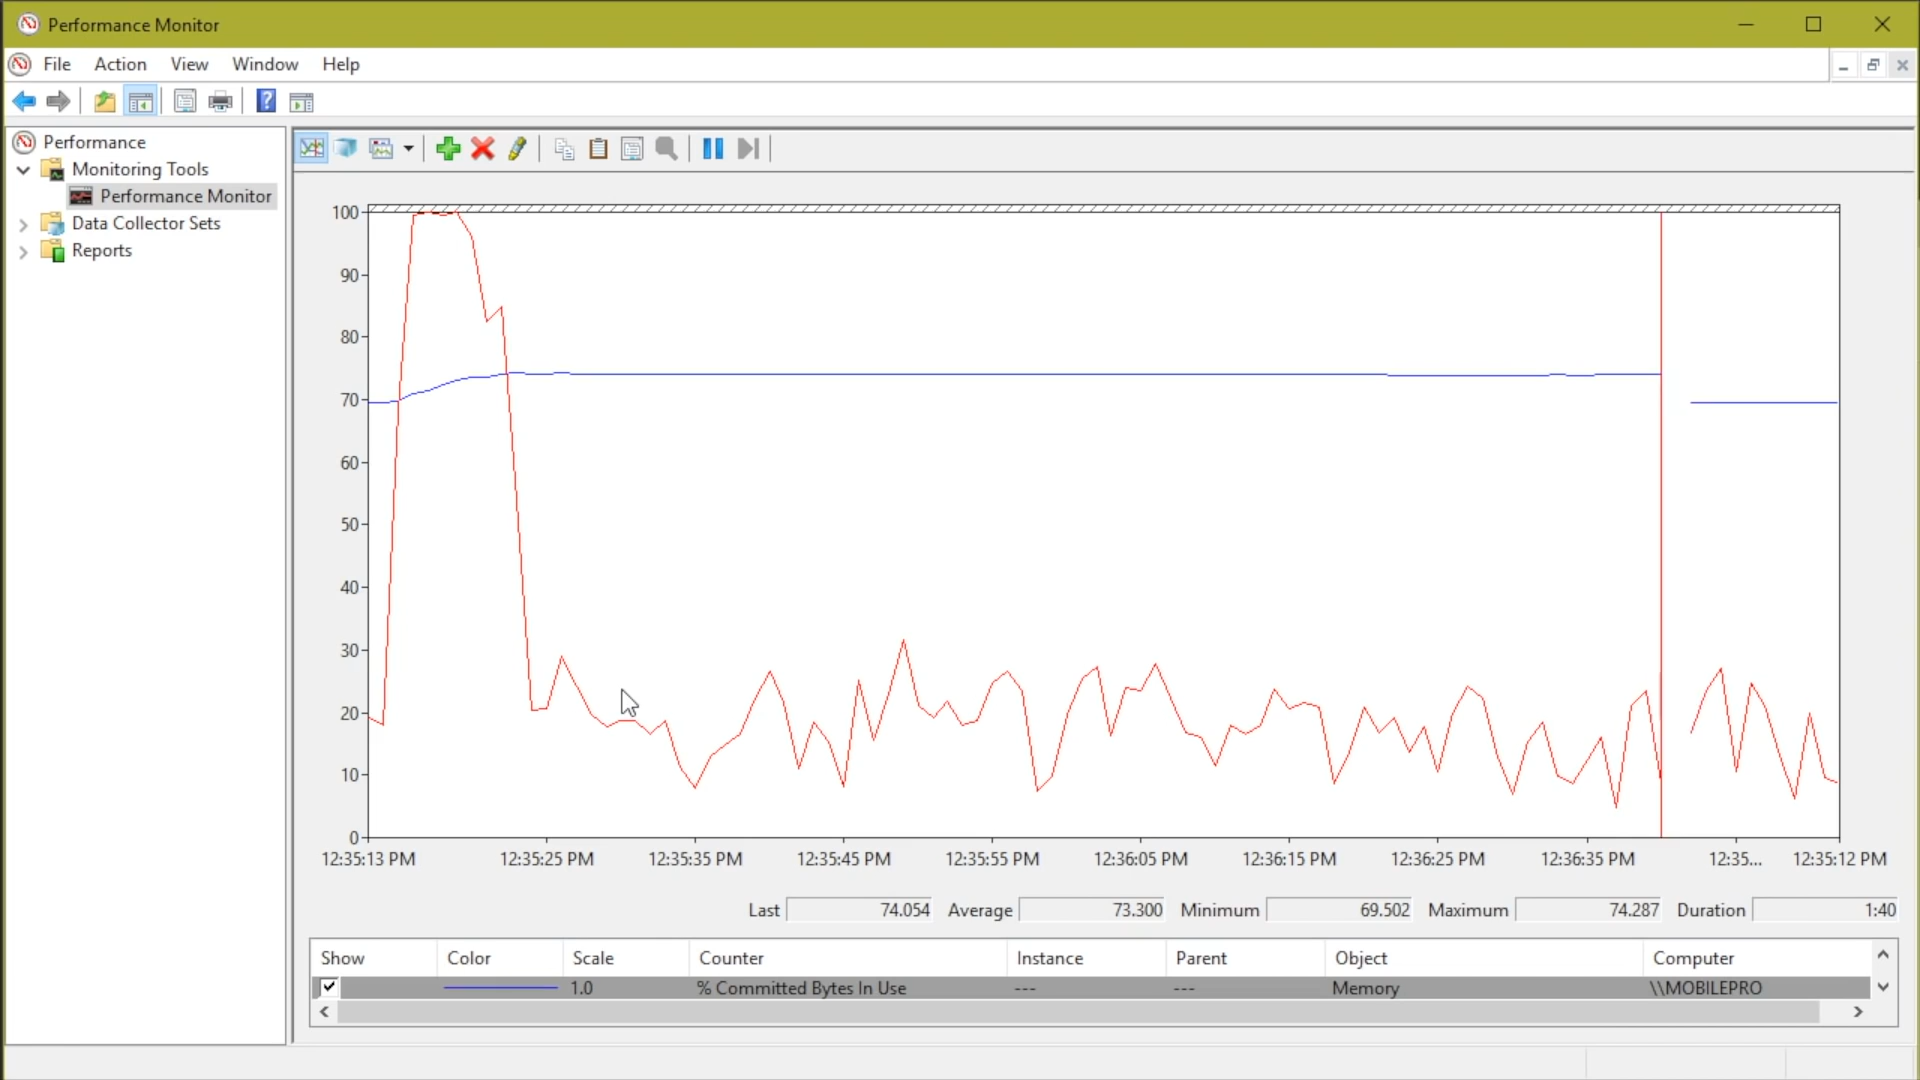 Performance Monitor
File Action View Window Help
Performance
Monitoring Tools
Performance Monitor
Data Collector Sets
Reports
100
90
80
70
60
50
40
30
20
10
0
12:35:13 PM 12:35:25 PM 12:35:35 PM 12:35:45 PM 12:35:55 PM 12:36:05 PM 12:36:15 PM 12:36:25 PM 12:36:35 PM 12:35... 12:35:12 PM
Last 74.054 Average 73.300 Minimum 69.502 Maximum 74.287 Duration 1:40
Show Color Scale Counter Instance Parent Object Computer
1.0 % Committed Bytes In Use --- --- Memory \\MOBILEPRO